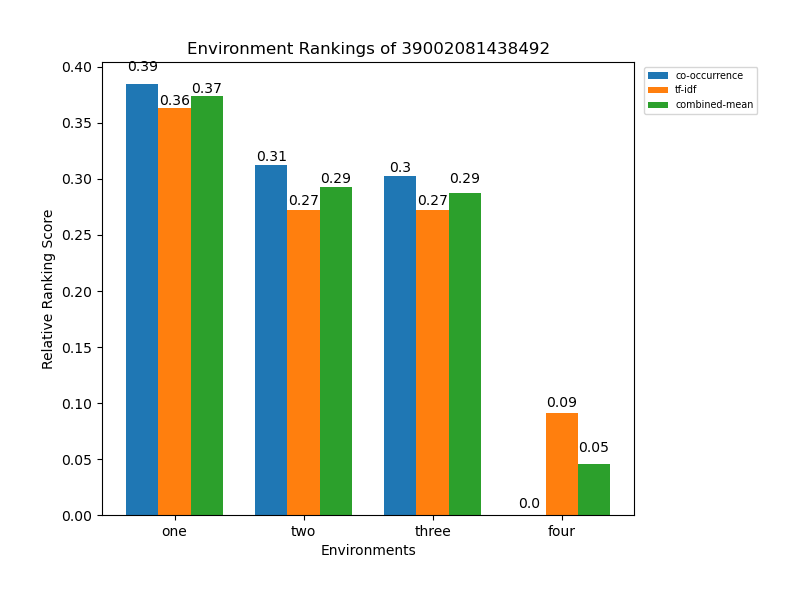 Environment Rankings of 39002081438492
co-occurrence
tf-idf
combined-mean
0.40
0.35
0.30
0.25
0.20
0.15
0.10
0.05
0.00
Relative Ranking Score
0.39
0.36
0.37
0.31
0.27
0.29
0.3
0.27
0.29
0.0
0.09
0.05
one
two
three
four
Environments